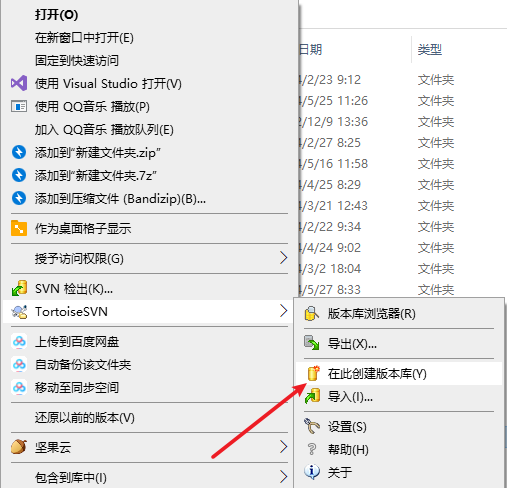 打开(O)
在新窗口中打开(E)
固定到快速访问
使用 Visual Studio 打开(V)
使用 QQ音乐 播放(P)
加入 QQ音乐 播放队列(E)
添加到"新建文件夹.zip"
添加到"新建文件夹.7z"
添加到压缩文件 (Bandizip)(B)...
作为桌面格子显示
授予访问权限(G)
SVN 检出(K)...
TortoiseSVN
上传到百度网盘
自动备份该文件夹
移动至同步空间
还原以前的版本(V)
坚果云
包含到库中(I)
日期 类型
4/2/23 9:12 文件夹
4/5/25 11:26 文件夹
2/12/9 13:36 文件夹
4/2/27 8:25 文件夹
4/5/16 11:58 文件夹
4/4/25 8:29 文件夹
4/3/21 12:43 文件夹
4/2/22 9:34 文件夹
4/4/24 9:02 文件夹
4/3/2 18:04 文件夹
4/5/27 8:33 文件夹
版本库浏览器(R)
导出(X)...
在此创建版本库(Y)
导入(I)...
设置(S)
帮助(H)
关于